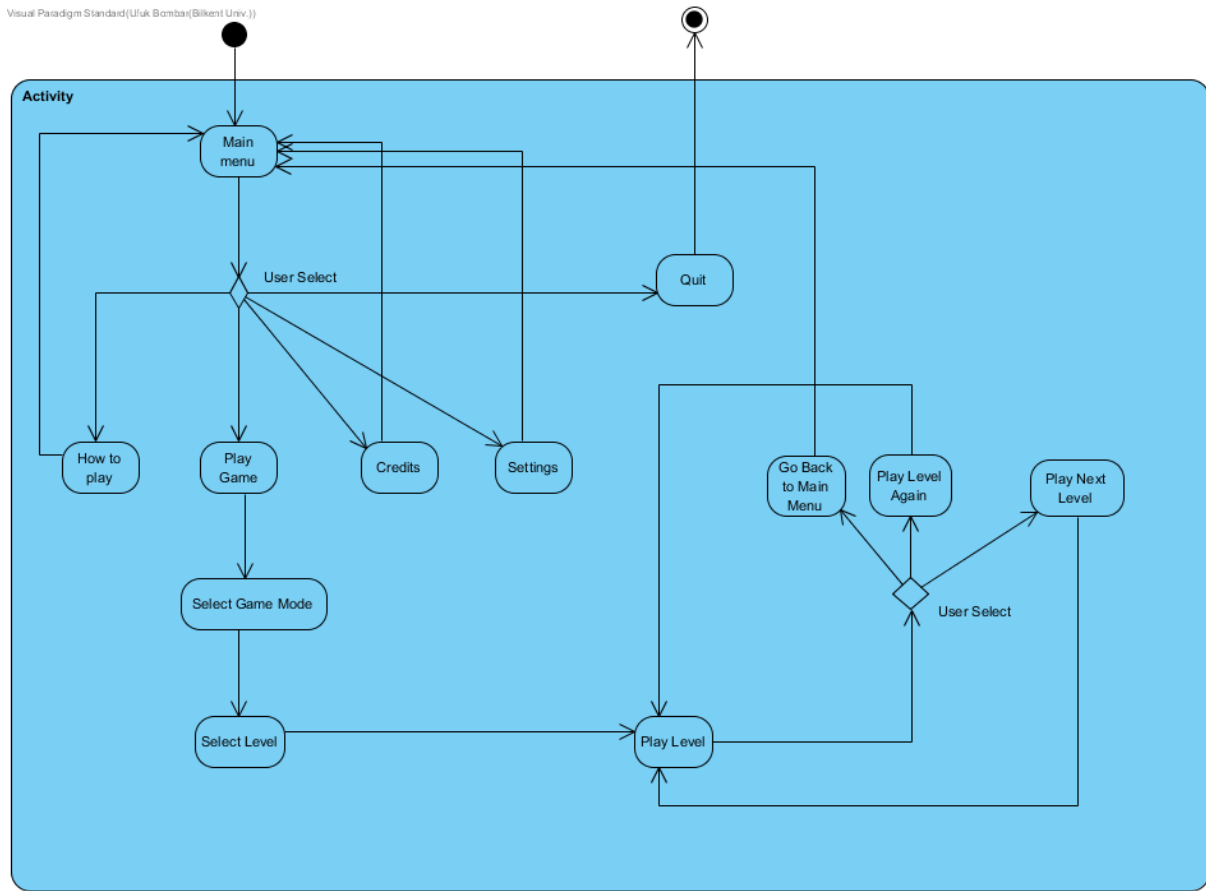 Visual Paradigm Standard(Ufuk Bombar(Bilkent Univ.))
Activity
Main
menu
User Select
Quit
How to
play
Play
Game
Credits
Settings
Go Back
to Main
Menu
Play Level
Again
Play Next
Level
Select Game Mode
User Select
Select Level
Play Level